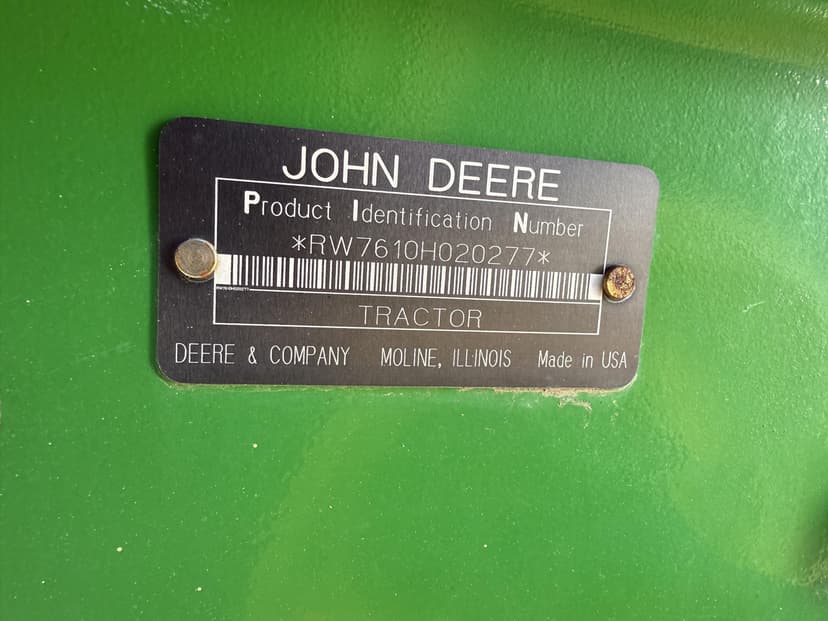 JOHN DEERE
Product Identification Number
*RW7610H020277*
TRACTOR
DEERE & COMPANY MOLINE, ILLINOIS Made in USA